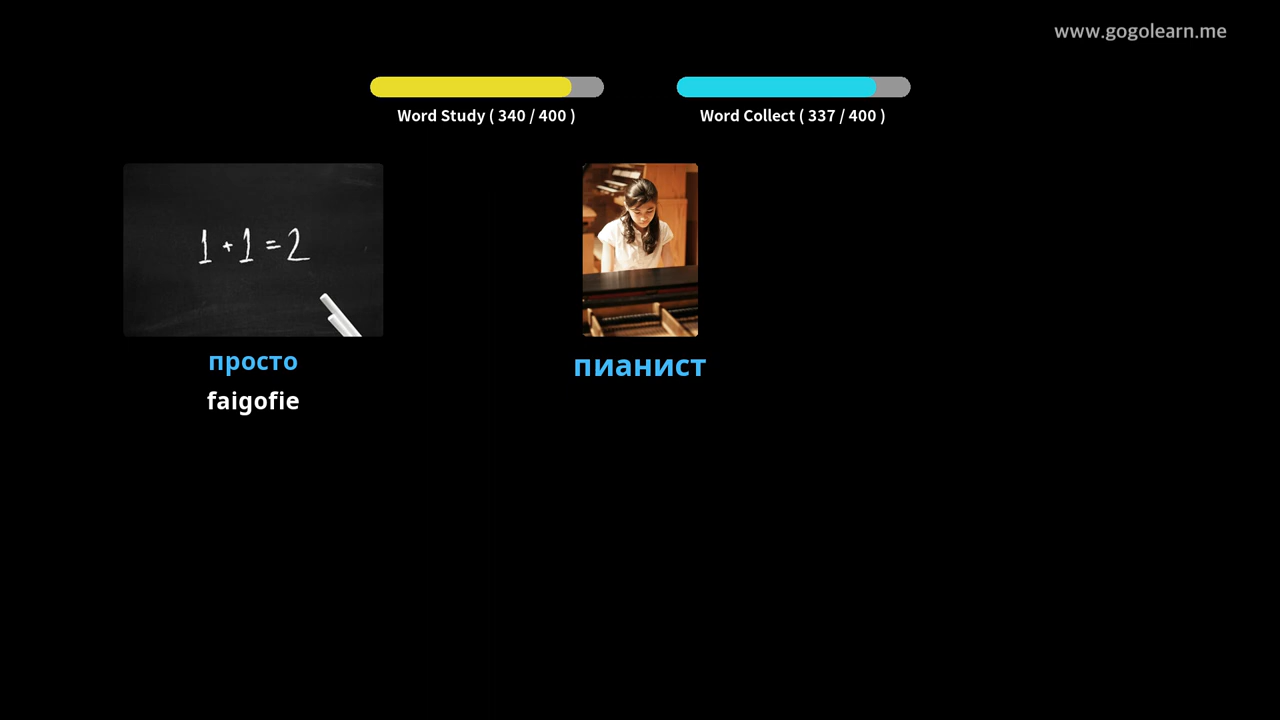 www.gogolearn.me
Word Study ( 340 / 400 )
Word Collect ( 337 / 400 )
1 + 1 = 2
просто
faigofie
пианист